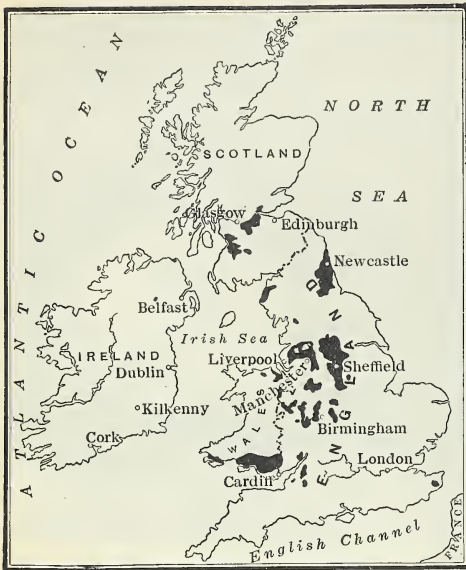 ATLANTIC OCEAN
NORTH
SEA
SCOTLAND
Glasgow
Edinburgh
Newcastle
Belfast
Irish Sea
ENGLAND
IRELAND
Liverpool
Dublin
Manchester
Sheffield
Kilkenny
WALES
Birmingham
Cork
London
Cardiff
English Channel
FRANCE